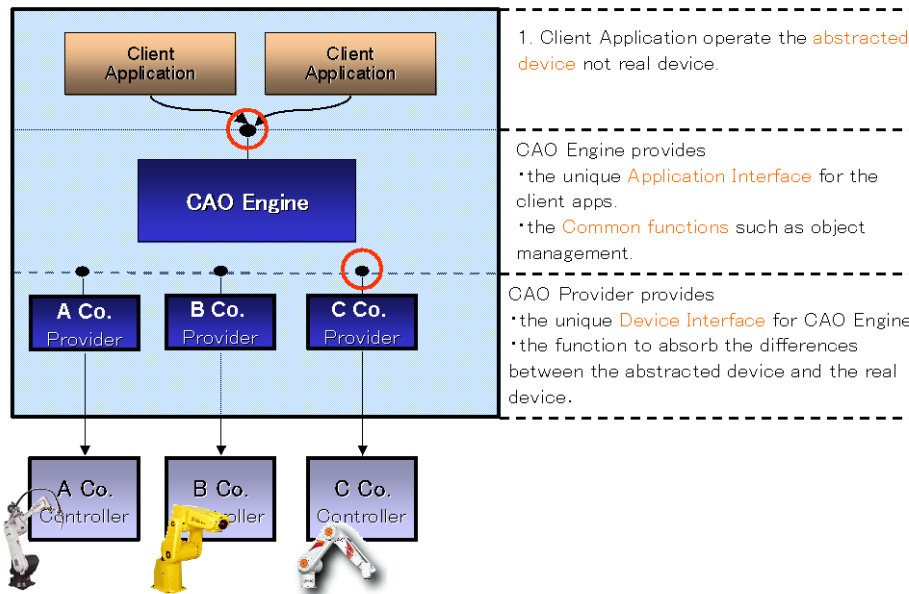 Client
Application
Client
Application
CAO Engine
A Co.
Provider
B Co.
Provider
C Co.
Provider
A Co.
Controller
B Co.
C Co.
Controller
1. Client Application operate the abstracted
device not real device.
CAO Engine provides
・the unique Application Interface for the
client apps.
・the Common functions such as object
management.
CAO Provider provides
・the unique Device Interface for CAO Engine
・the function to absorb the differences
between the abstracted device and the real
device.